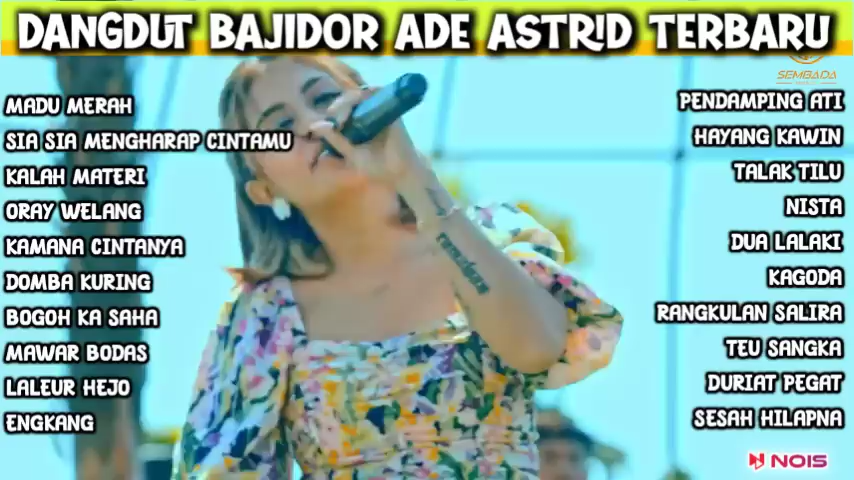 DANGDUT BAJIDOR ADE ASTRID TERBARU
SEMBADA
MADU MERAH
SIA SIA MENGHARAP CINTAMU
KALAH MATERI
ORAY WELANG
KAMANA CINTANYA
DOMBA KURING
BOGOH KA SAHA
MAWAR BODAS
LALEUR HEJO
ENGKANG
PENDAMPING ATI
HAYANG KAWIN
TALAK TILU
NISTA
DUA LALAKI
KAGODA
RANGKULAN SALIRA
TEU SANGKA
DURIAT PEGAT
SESAH HILAPNA
NOIS